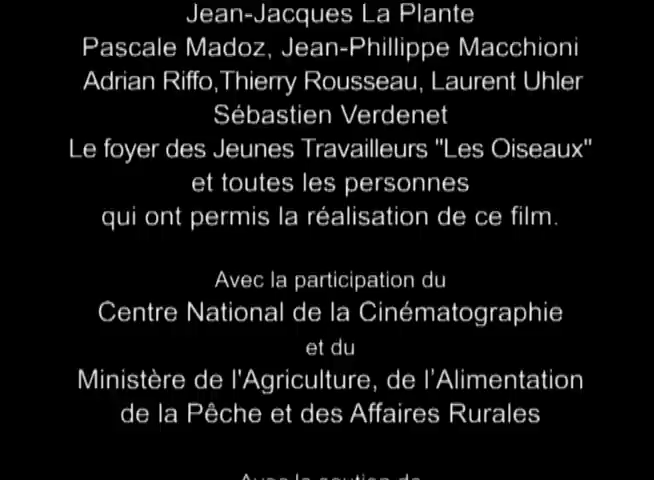 Jean-Jacques La Plante
Pascale Madoz, Jean-Phillippe Macchioni
Adrian Riffo,Thierry Rousseau, Laurent Uhler
Sébastien Verdenet
Le foyer des Jeunes Travailleurs "Les Oiseaux"
et toutes les personnes
qui ont permis la réalisation de ce film.
Avec la participation du
Centre National de la Cinématographie
et du
Ministère de l'Agriculture, de l'Alimentation
de la Pêche et des Affaires Rurales
Avec le soutien de